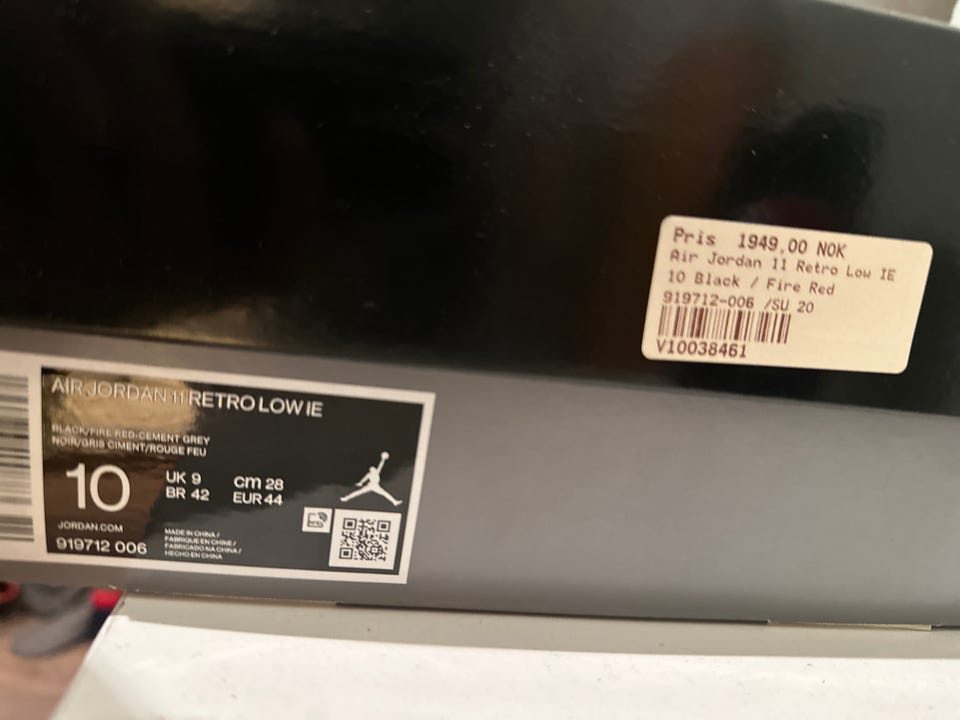 Pris 1949,00 NOK
Air Jordan 11 Retro Low IE
10 Black / Fire Red
919712-006 /SU 20
V10038461
AIR JORDAN 11 RETRO LOW IE
BLACK/FIRE RED-CEMENT GREY
NOIR/GRIS CIMENT/ROUGE FEU
10
UK 9 cm 28
BR 42 EUR 44
JORDAN.COM
919712 006
MADE IN CHINA /
FABRIQUE EN CHINE /
FABRICADO NA CHINA /
HECHO EN CHINA